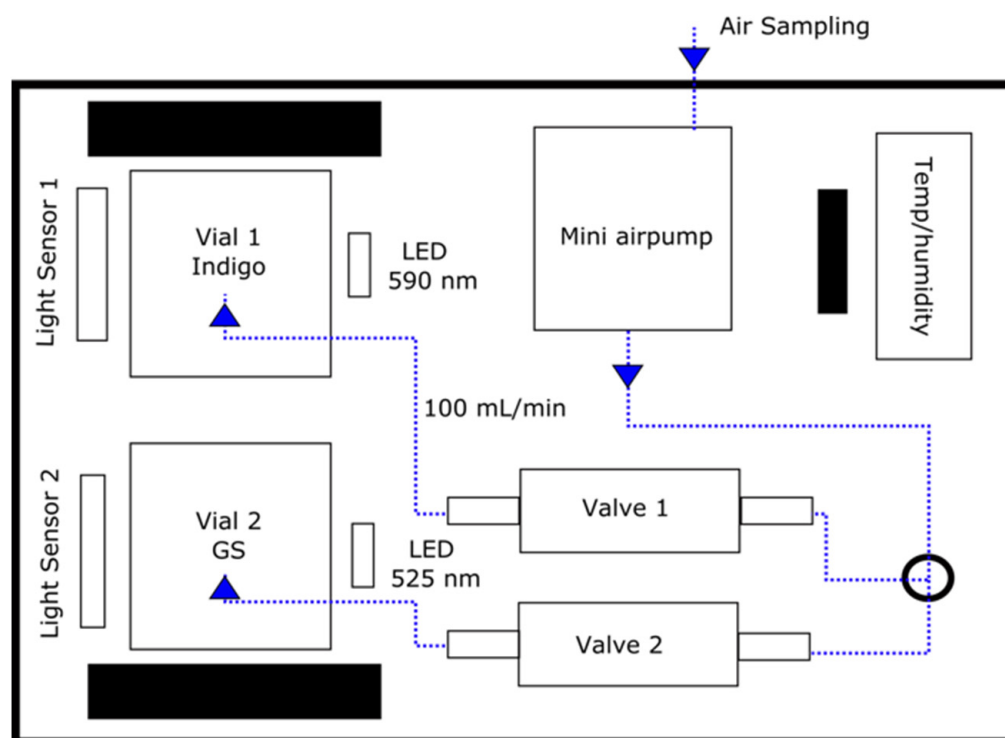 Air Sampling
Light Sensor 1
Vial 1
Indigo
LED
590 nm
Mini airpump
Temp/humidity
100 mL/min
Light Sensor 2
Vial 2
GS
LED
525 nm
Valve 1
Valve 2